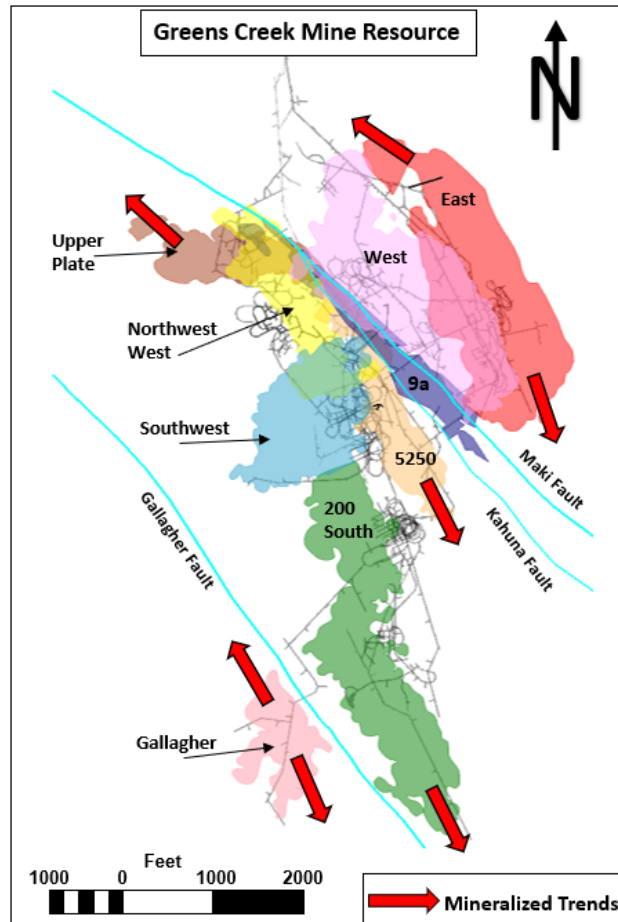 Greens Creek Mine Resource
N
East
West
Upper
Plate
Northwest
West
9a
Southwest
5250
Maki Fault
Kahuna Fault
200
South
Gallagher Fault
Gallagher
Feet
1000 0 1000 2000
Mineralized Trends